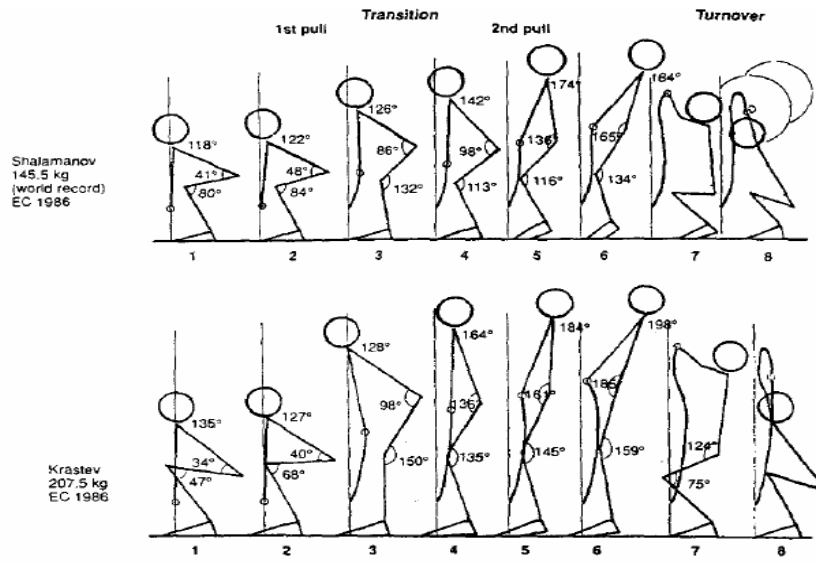 Transition
Turnover
1st pull
2nd pull
Shalamanov
145.5 kg
(world record)
EC 1986
118°
41°
80°
122°
48°
84°
126°
86°
132°
142°
98°
113°
174°
136°
116°
184°
165°
134°
1 2 3 4 5 6 7 8
Krastev
207.5 kg
EC 1986
135°
34°
47°
127°
40°
68°
128°
98°
150°
164°
135°
184°
161°
145°
198°
186°
159°
124°
75°
1 2 3 4 5 6 7 8